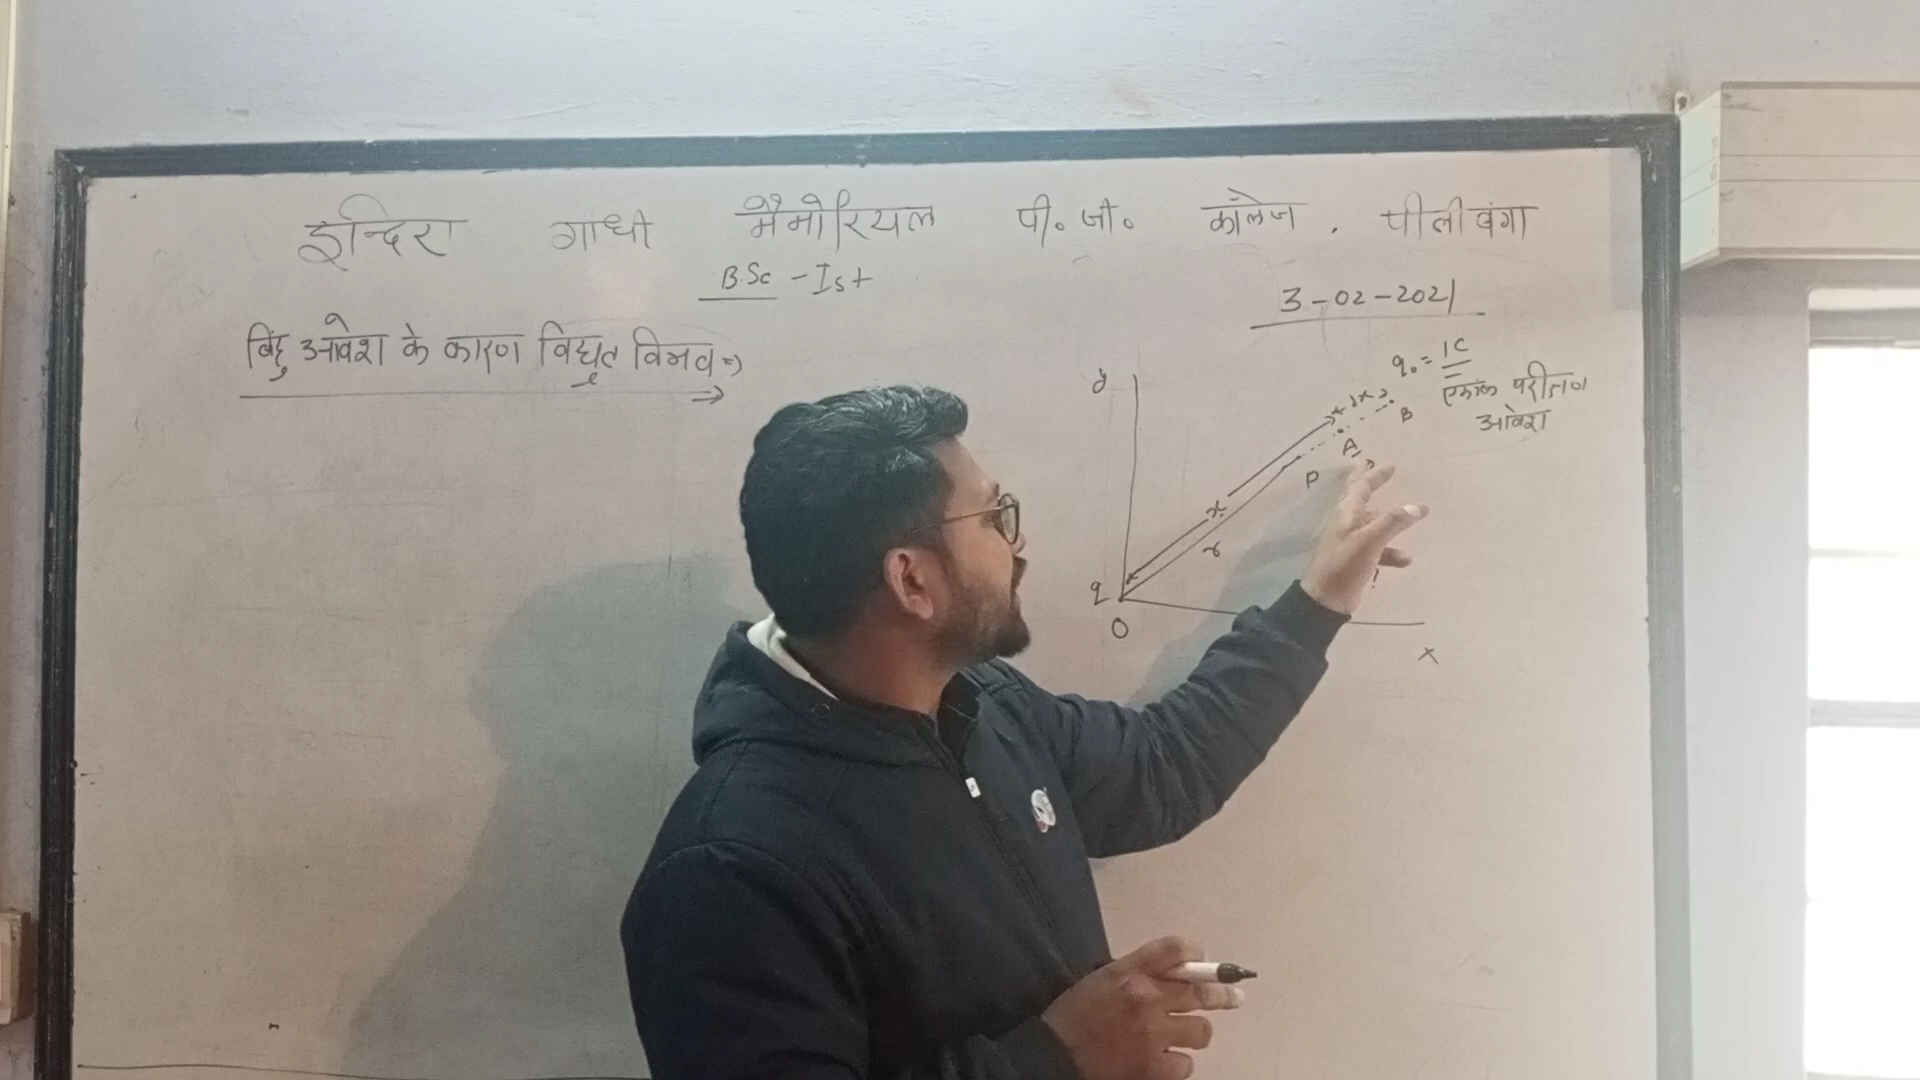 इन्दिरा गांधी मैमोरियल पी. जी. कॉलेज, पीलीबंगा
B.Sc - Ist
3-02-2021
बिंदु आवेश के कारण विद्युत विभव ⇒
y
q₀ = 1C
एकांक परीक्षण
आवेश
B
A
P
x
r
q
O
x